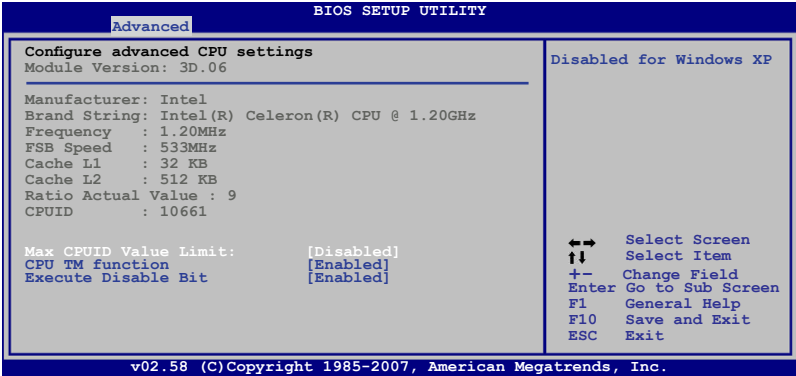 BIOS SETUP UTILITY
Advanced
Configure advanced CPU settings
Module Version: 3D.06
Manufacturer: Intel
Brand String: Intel(R) Celeron(R) CPU @ 1.20GHz
Frequency : 1.20MHz
FSB Speed : 533MHz
Cache L1 : 32 KB
Cache L2 : 512 KB
Ratio Actual Value : 9
CPUID : 10661
Max CPUID Value Limit: [Disabled]
CPU TM function [Enabled]
Execute Disable Bit [Enabled]
Disabled for Windows XP
←→ Select Screen
↑↓ Select Item
+- Change Field
Enter Go to Sub Screen
F1 General Help
F10 Save and Exit
ESC Exit
v02.58 (C)Copyright 1985-2007, American Megatrends, Inc.